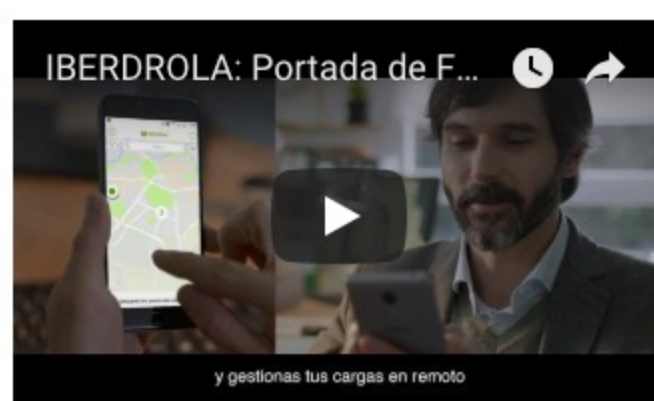 IBERDROLA: Portada de F...
y gestionas tus cargas en remoto